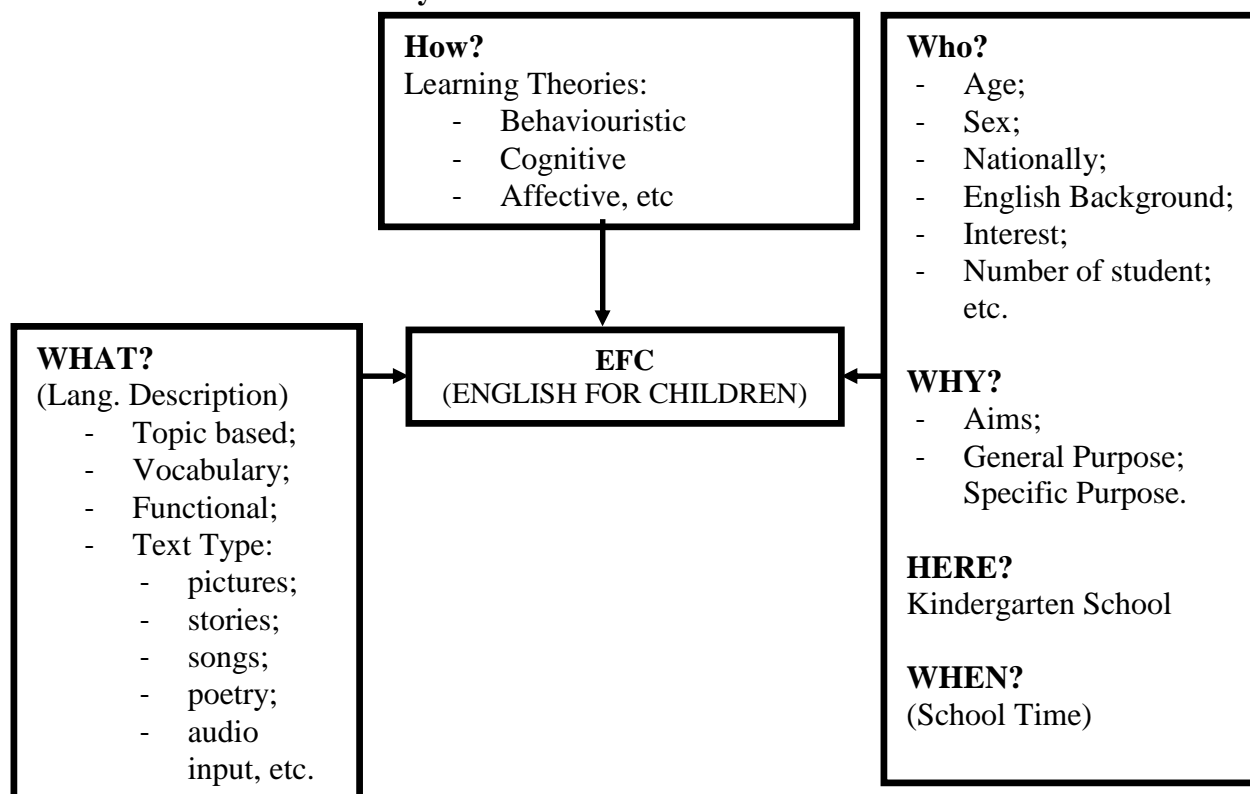 How?
Learning Theories:
- Behaviouristic
- Cognitive
- Affective, etc
Who?
- Age;
- Sex;
- Nationally;
- English Background;
- Interest;
- Number of student;
etc.
WHY?
- Aims;
- General Purpose;
Specific Purpose.
HERE?
Kindergarten School
WHEN?
(School Time)
WHAT?
(Lang. Description)
- Topic based;
- Vocabulary;
- Functional;
- Text Type:
- pictures;
- stories;
- songs;
- poetry;
- audio
input, etc.
EFC
(ENGLISH FOR CHILDREN)